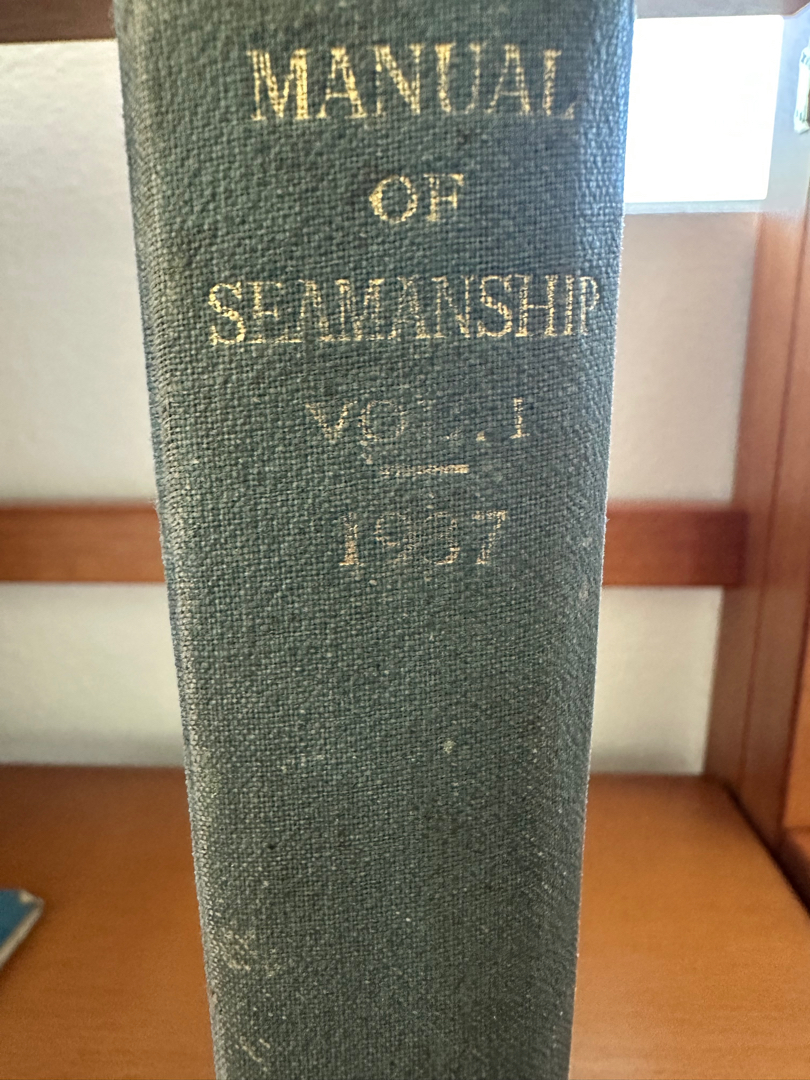 MANUAL
OF
SEAMANSHIP
VOL. I
1937